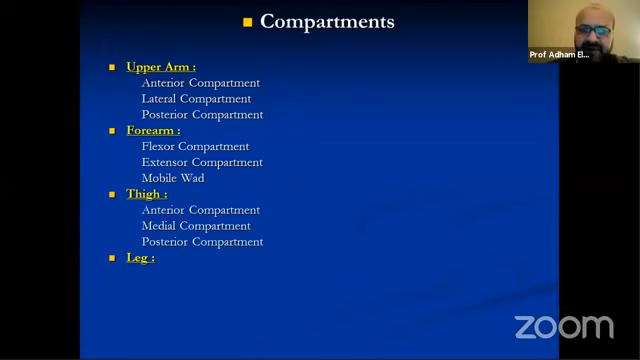 Compartments
Prof Adham El...
Upper Arm :
Anterior Compartment
Lateral Compartment
Posterior Compartment
Forearm :
Flexor Compartment
Extensor Compartment
Mobile Wad
Thigh :
Anterior Compartment
Medial Compartment
Posterior Compartment
Leg :
zoom